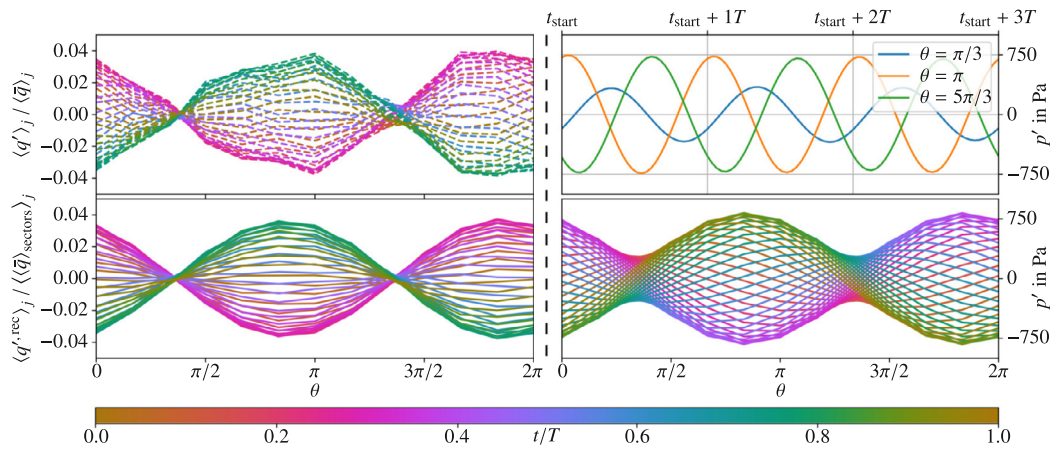 t_start t_start + 1T t_start + 2T t_start + 3T
0.04
0.02
0.00
−0.02
−0.04
⟨q′⟩_j / ⟨q̄⟩_j
θ = π/3
θ = π
θ = 5π/3
750
0
−750
p′ in Pa
0.04
0.02
0.00
−0.02
−0.04
⟨q′,rec⟩_j / ⟨⟨q̄⟩sectors⟩_j
750
0
−750
p′ in Pa
0 π/2 π 3π/2 2π
θ
0 π/2 π 3π/2 2π
θ
0.0 0.2 0.4 t/T 0.6 0.8 1.0